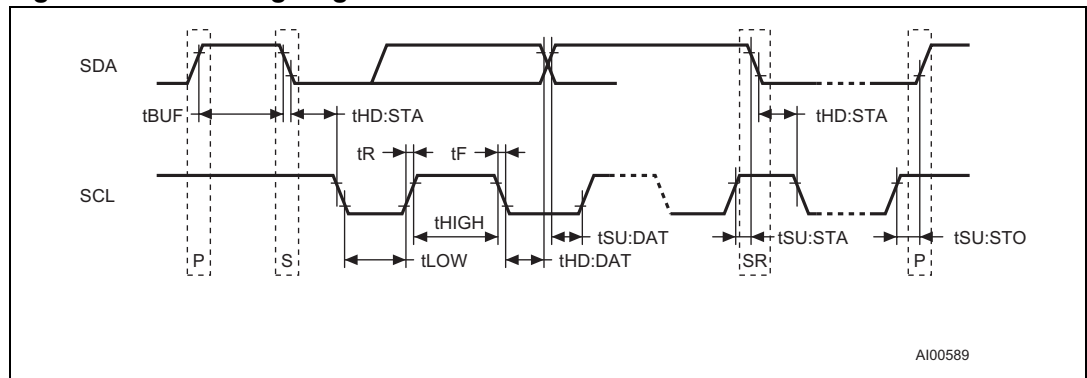 SDA
tBUF
tHD:STA
tHD:STA
tR
tF
SCL
tHIGH
tSU:DAT
tSU:STA
tSU:STO
P
S
tLOW
tHD:DAT
SR
P
AI00589